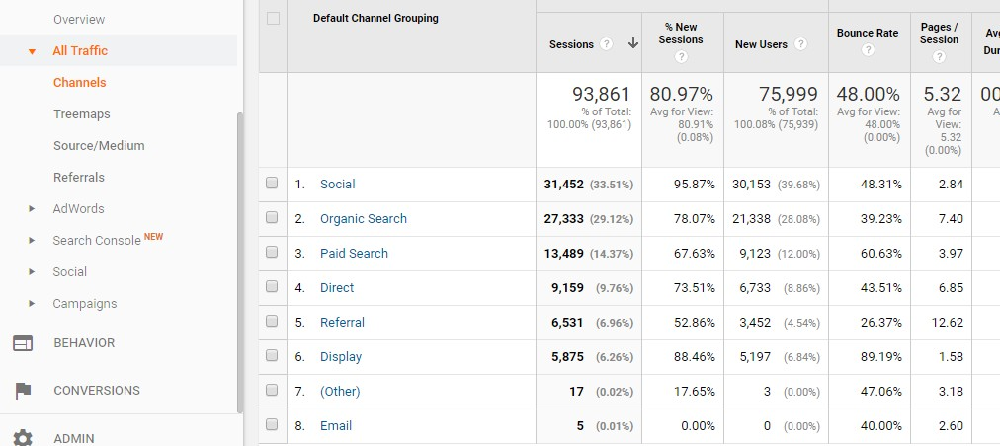 Overview
All Traffic
Channels
Treemaps
Source/Medium
Referrals
AdWords
Search Console NEW
Social
Campaigns
BEHAVIOR
CONVERSIONS
ADMIN
Default Channel Grouping
Sessions ?
% New
Sessions
?
New Users ?
Bounce Rate
?
Pages /
Session
?
Av
Du
93,861
% of Total:
100.00% (93,861)
80.97%
Avg for View:
80.91%
(0.08%)
75,999
% of Total:
100.08% (75,939)
48.00%
Avg for View:
48.00%
(0.00%)
5.32
Avg for
View:
5.32
(0.00%)
00
A
1. Social 31,452 (33.51%) 95.87% 30,153 (39.68%) 48.31% 2.84
2. Organic Search 27,333 (29.12%) 78.07% 21,338 (28.08%) 39.23% 7.40
3. Paid Search 13,489 (14.37%) 67.63% 9,123 (12.00%) 60.63% 3.97
4. Direct 9,159 (9.76%) 73.51% 6,733 (8.86%) 43.51% 6.85
5. Referral 6,531 (6.96%) 52.86% 3,452 (4.54%) 26.37% 12.62
6. Display 5,875 (6.26%) 88.46% 5,197 (6.84%) 89.19% 1.58
7. (Other) 17 (0.02%) 17.65% 3 (0.00%) 47.06% 3.18
8. Email 5 (0.01%) 0.00% 0 (0.00%) 40.00% 2.60